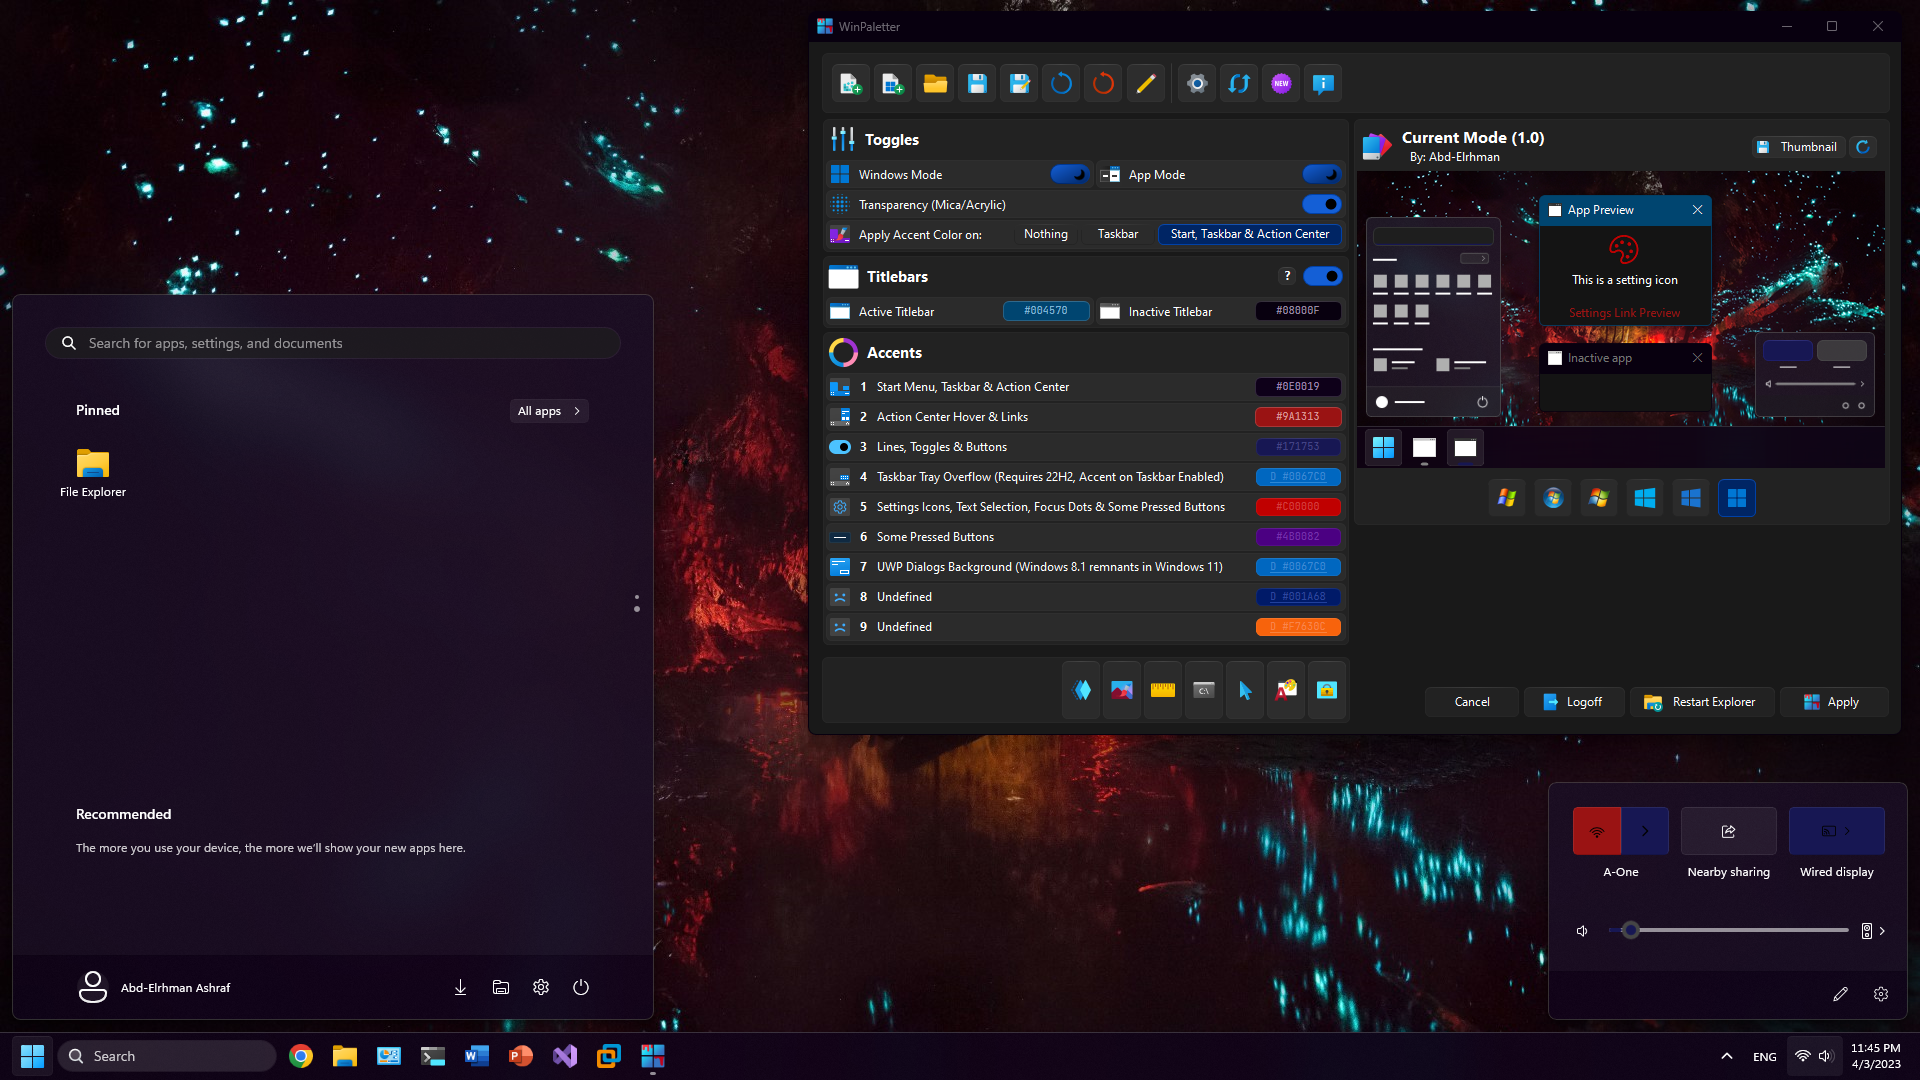 WinPaletter
NEW
Toggles
Windows Mode
App Mode
Transparency (Mica/Acrylic)
Apply Accent Color on:
Nothing
Taskbar
Start, Taskbar & Action Center
Titlebars
?
Active Titlebar
#004570
Inactive Titlebar
#08000F
Accents
1 Start Menu, Taskbar & Action Center
#0E0019
2 Action Center Hover & Links
#9A1313
3 Lines, Toggles & Buttons
#171753
4 Taskbar Tray Overflow (Requires 22H2, Accent on Taskbar Enabled)
D #0067C0
5 Settings Icons, Text Selection, Focus Dots & Some Pressed Buttons
#C00000
6 Some Pressed Buttons
#4B0082
7 UWP Dialogs Background (Windows 8.1 remnants in Windows 11)
D #0067C0
8 Undefined
D #001A68
9 Undefined
D #F7630C
C:\
Current Mode (1.0)
By: Abd-Elrhman
Thumbnail
App Preview
This is a setting icon
Settings Link Preview
Inactive app
Cancel
Logoff
Restart Explorer
Apply
Search for apps, settings, and documents
Pinned
All apps
File Explorer
Recommended
The more you use your device, the more we'll show your new apps here.
Abd-Elrhman Ashraf
A-One
Nearby sharing
Wired display
Search
ENG
11:45 PM
4/3/2023